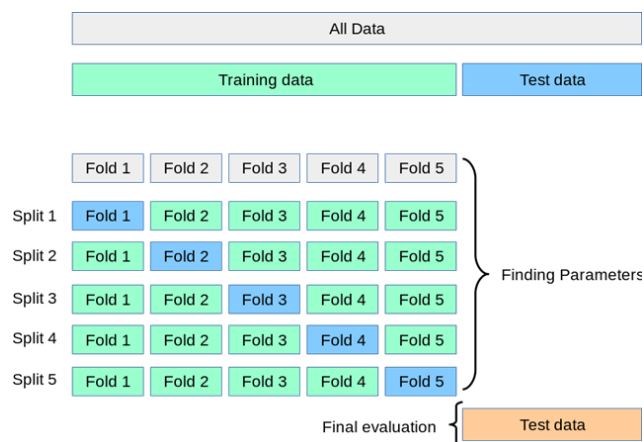 All Data
Training data Test data
Fold 1 Fold 2 Fold 3 Fold 4 Fold 5
Split 1 Fold 1 Fold 2 Fold 3 Fold 4 Fold 5
Split 2 Fold 1 Fold 2 Fold 3 Fold 4 Fold 5
Finding Parameters
Split 3 Fold 1 Fold 2 Fold 3 Fold 4 Fold 5
Split 4 Fold 1 Fold 2 Fold 3 Fold 4 Fold 5
Split 5 Fold 1 Fold 2 Fold 3 Fold 4 Fold 5
Final evaluation Test data